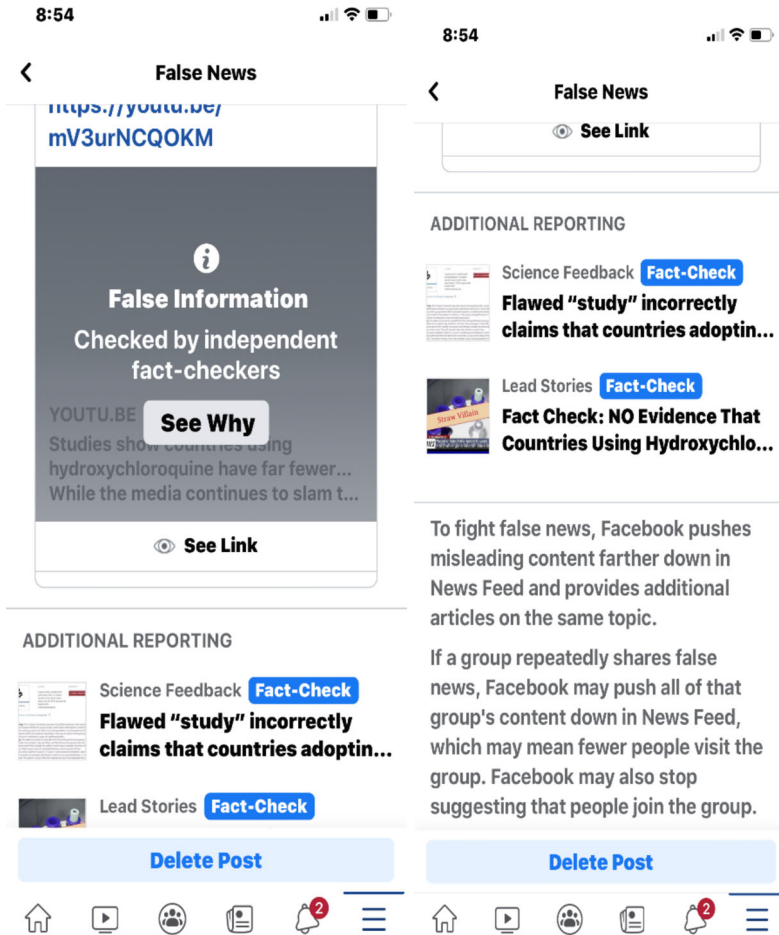 8:54
False News
https://youtu.be/
mV3urNCQOKM
False Information
Checked by independent
fact-checkers
YOUTU.BE
See Why
Studies show countries using
hydroxychloroquine have far fewer...
While the media continues to slam t...
See Link
ADDITIONAL REPORTING
Science Feedback Fact-Check
Flawed “study” incorrectly
claims that countries adoptin...
Lead Stories Fact-Check
Delete Post
2
8:54
False News
See Link
ADDITIONAL REPORTING
Science Feedback Fact-Check
Flawed “study” incorrectly
claims that countries adoptin...
Lead Stories Fact-Check
Straw Villain
Fact Check: NO Evidence That
Countries Using Hydroxychlo...
To fight false news, Facebook pushes
misleading content farther down in
News Feed and provides additional
articles on the same topic.
If a group repeatedly shares false
news, Facebook may push all of that
group's content down in News Feed,
which may mean fewer people visit the
group. Facebook may also stop
suggesting that people join the group.
Delete Post
2